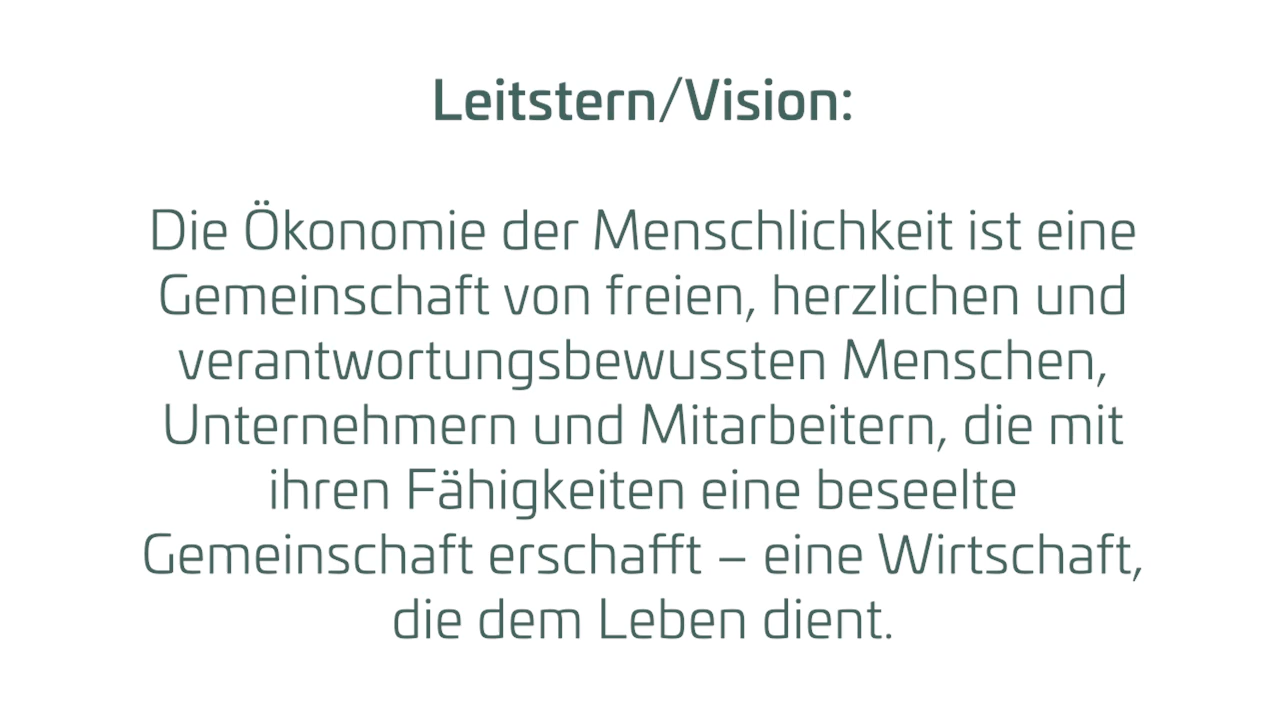 Leitstern/Vision:
Die Ökonomie der Menschlichkeit ist eine
Gemeinschaft von freien, herzlichen und
verantwortungsbewussten Menschen,
Unternehmern und Mitarbeitern, die mit
ihren Fähigkeiten eine beseelte
Gemeinschaft erschafft – eine Wirtschaft,
die dem Leben dient.